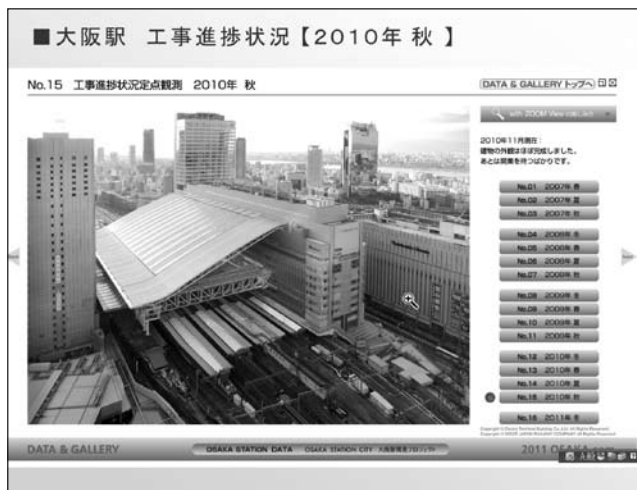 ■大阪駅 工事進捗状況【2010年 秋】
No.15 工事進捗状況定点観測 2010年 秋
DATA & GALLERY トップへ
with ZOOM View
2010年11月現在：
建物の外観はほぼ完成しました。
あとは開業を待つばかりです。
No.01 2007年 春
No.02 2007年 夏
No.03 2007年 秋
No.04 2008年 冬
No.05 2008年 春
No.06 2008年 夏
No.07 2008年 秋
No.08 2009年 冬
No.09 2009年 春
No.10 2009年 夏
No.11 2009年 秋
No.12 2010年 冬
No.13 2010年 春
No.14 2010年 夏
No.15 2010年 秋
No.16 2011年 冬
DATA & GALLERY
OSAKA STATION DATA
OSAKA STATION CITY
2011 OSAKA